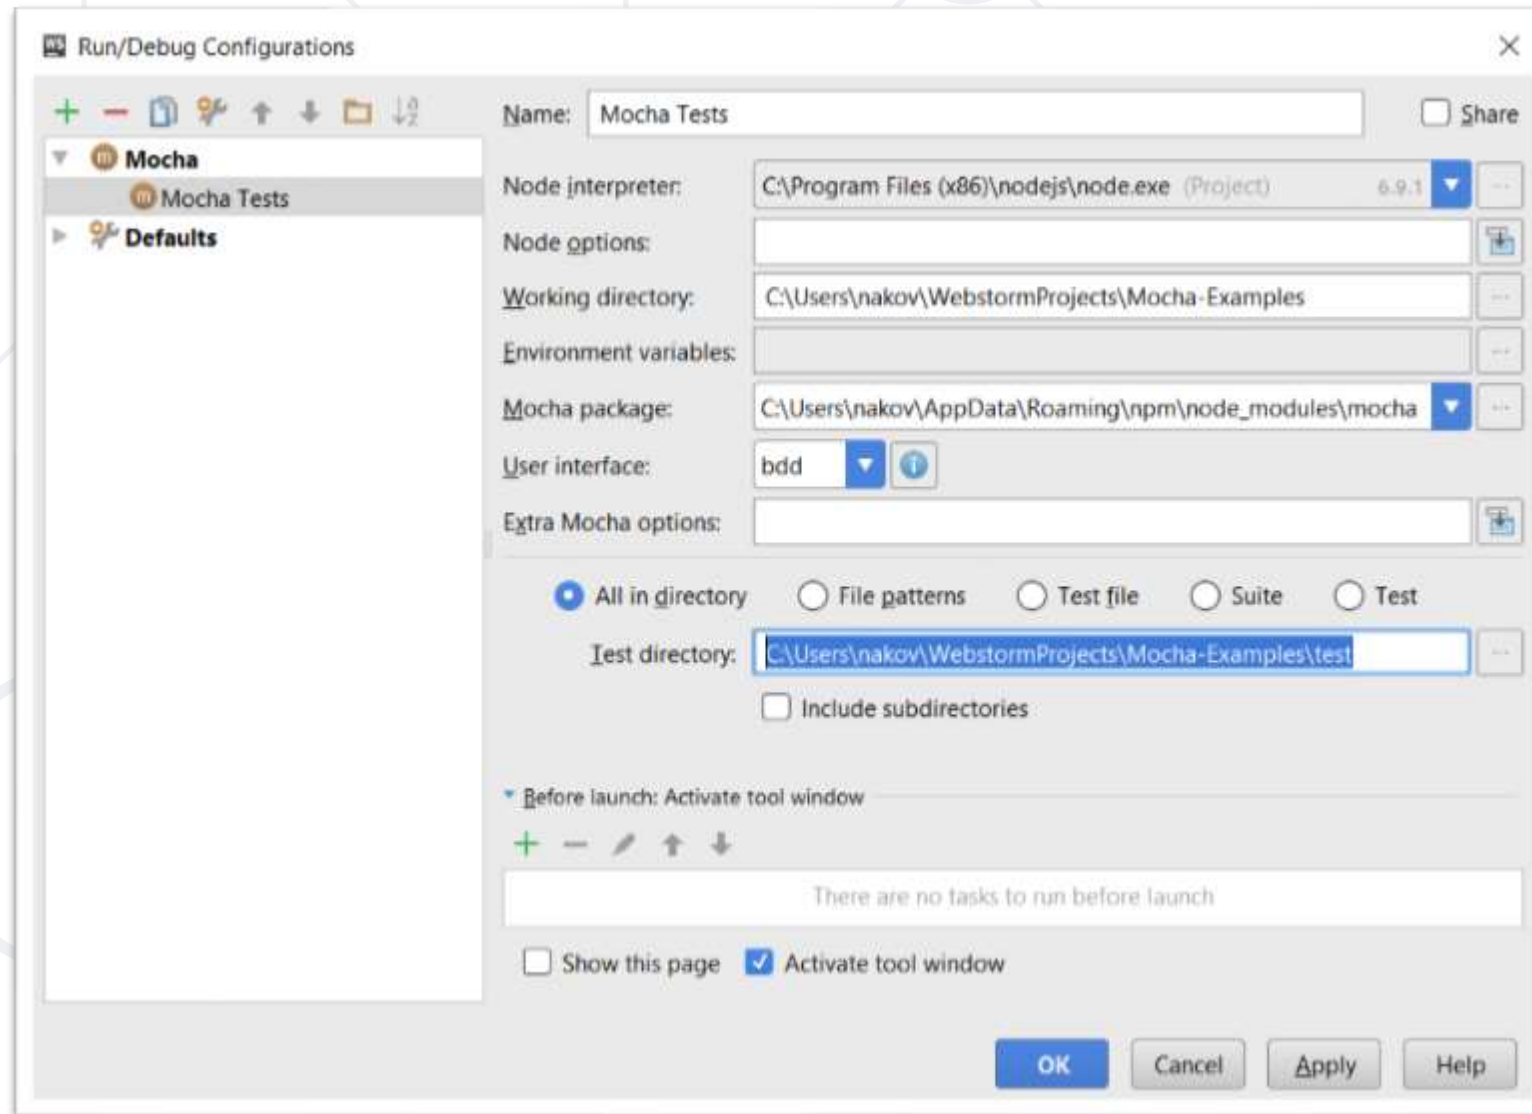 Run/Debug Configurations
Name: Mocha Tests Share
Mocha
Mocha Tests
Defaults
Node interpreter: C:\Program Files (x86)\nodejs\node.exe (Project) 6.9.1
Node options:
Working directory: C:\Users\nakov\WebstormProjects\Mocha-Examples
Environment variables:
Mocha package: C:\Users\nakov\AppData\Roaming\npm\node_modules\mocha
User interface: bdd
Extra Mocha options:
All in directory File patterns Test file Suite Test
Test directory: C:\Users\nakov\WebstormProjects\Mocha-Examples\test
Include subdirectories
Before launch: Activate tool window
There are no tasks to run before launch
Show this page Activate tool window
OK Cancel Apply Help